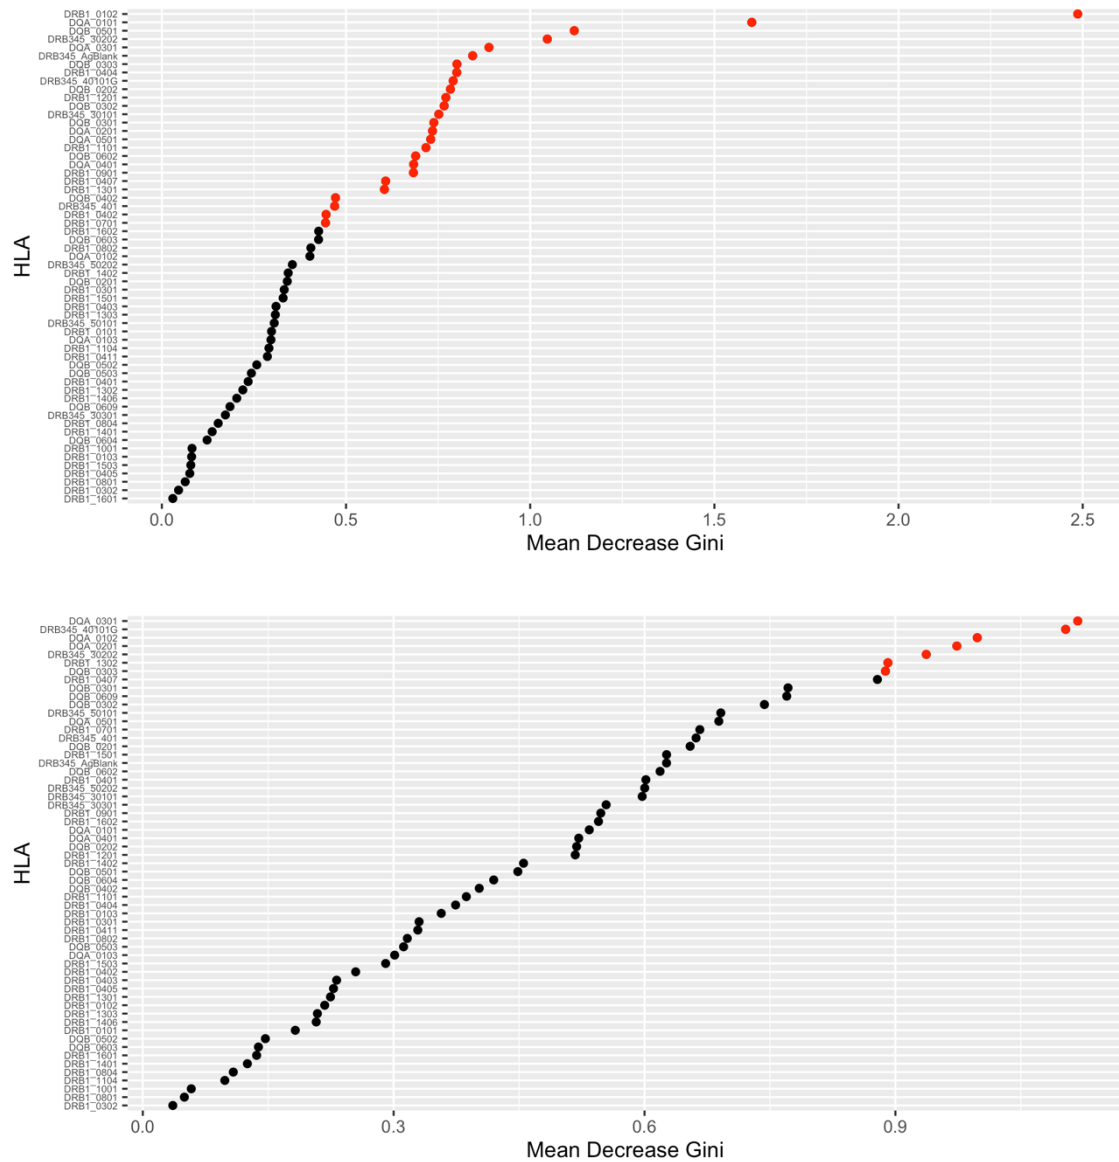 DRB1_0102
DQA_0101
DQB_0501
DRB345_30202
DQA_0301
DRB345_AgBlank
DQB_0303
DRB1_0404
DRB345_40101G
DQB_0202
DRB1_1201
DQB_0302
DRB345_30101
DQB_0301
DQA_0201
DQA_0501
DRB1_1101
DQB_0602
DQA_0401
DRB1_0901
DRB1_0407
DRB1_1301
DQB_0402
DRB345_401
DRB1_0402
DRB1_0701
DRB1_1602
DQB_0603
DRB1_0802
DQA_0102
DRB345_50202
DRB1_1402
DQB_0201
DRB1_0301
DRB1_1501
DRB1_0403
DRB1_1303
DRB345_50101
DRB1_0101
DQA_0103
DRB1_1104
DRB1_0411
DQB_0502
DQB_0503
DRB1_0401
DRB1_1302
DRB1_1406
DQB_0609
DRB345_30301
DRB1_0804
DRB1_1401
DQB_0604
DRB1_1001
DRB1_0103
DRB1_1503
DRB1_0405
DRB1_0801
DRB1_0302
DRB1_1601
HLA
0.0 0.5 1.0 1.5 2.0 2.5
Mean Decrease Gini
DQA_0301
DRB345_40101G
DQA_0102
DQA_0201
DRB345_30202
DRB1_1302
DQB_0303
DRB1_0407
DQB_0301
DQB_0609
DQB_0302
DRB345_50101
DQA_0501
DRB1_0701
DRB345_401
DQB_0201
DRB1_1501
DRB345_AgBlank
DQB_0602
DRB1_0401
DRB345_50202
DRB345_30101
DRB345_30301
DRB1_0901
DRB1_1602
DQA_0101
DQA_0401
DQB_0202
DRB1_1201
DRB1_1402
DQB_0501
DQB_0604
DQB_0402
DRB1_1101
DRB1_0404
DRB1_0103
DRB1_0301
DRB1_0411
DRB1_0802
DQB_0503
DQA_0103
DRB1_1503
DRB1_0402
DRB1_0403
DRB1_0405
DRB1_1301
DRB1_0102
DRB1_1303
DRB1_1406
DRB1_0101
DQB_0502
DQB_0603
DRB1_1601
DRB1_1401
DRB1_0804
DRB1_1104
DRB1_1001
DRB1_0801
DRB1_0302
HLA
0.0 0.3 0.6 0.9
Mean Decrease Gini